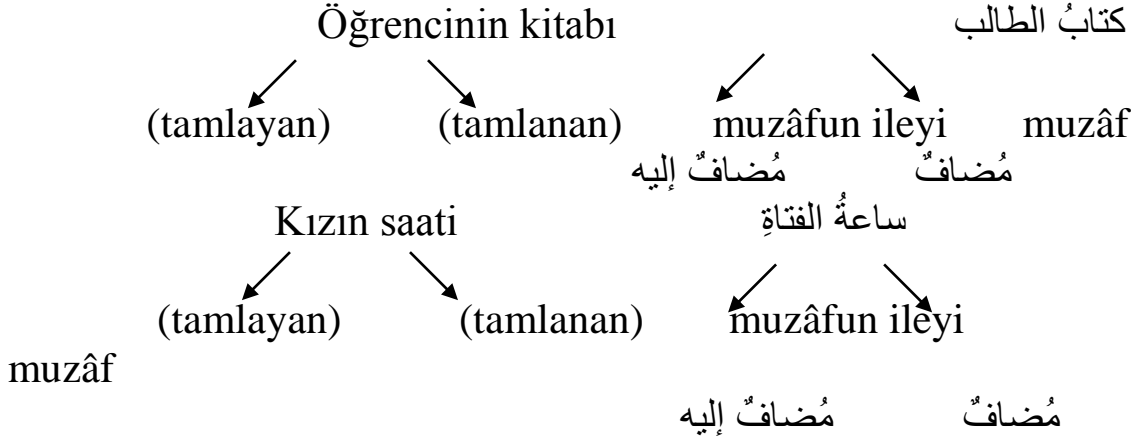 Öğrencinin kitabı كتابُ الطالب
(tamlayan) (tamlanan) muzâfun ileyi muzâf
مُضافٌ مُضافٌ إليه
Kızın saati ساعةُ الفتاةِ
(tamlayan) (tamlanan) muzâfun ileyi
muzâf
مُضافٌ مُضافٌ إليه